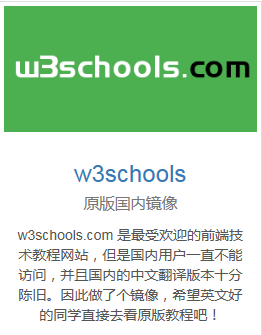 w3schools.com
w3schools
原版国内镜像
w3schools.com 是最受欢迎的前端技
术教程网站，但是国内用户一直不能
访问，并且国内的中文翻译版本十分
陈旧。因此做了个镜像，希望英文好
的同学直接去看原版教程吧！